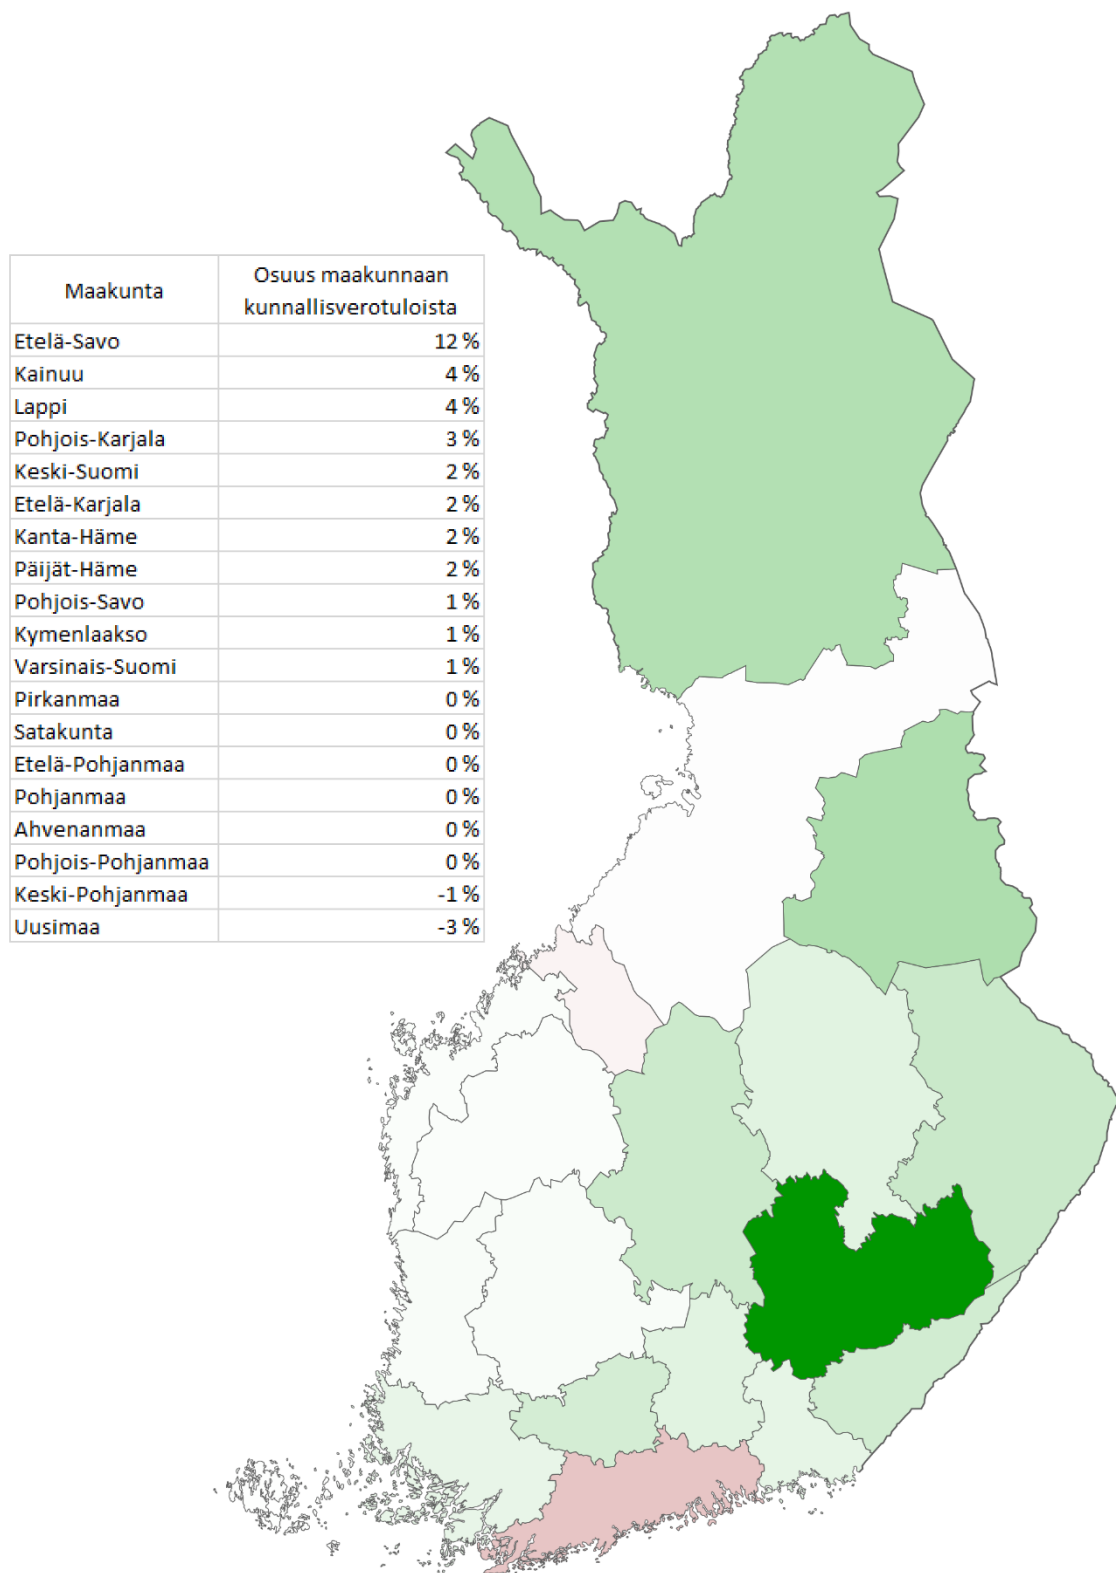 Maakunta
Osuus maakunnaan
kunnallisverotuloista
Etelä-Savo 12 %
Kainuu 4 %
Lappi 4 %
Pohjois-Karjala 3 %
Keski-Suomi 2 %
Etelä-Karjala 2 %
Kanta-Häme 2 %
Päijät-Häme 2 %
Pohjois-Savo 1 %
Kymenlaakso 1 %
Varsinais-Suomi 1 %
Pirkanmaa 0 %
Satakunta 0 %
Etelä-Pohjanmaa 0 %
Pohjanmaa 0 %
Ahvenanmaa 0 %
Pohjois-Pohjanmaa 0 %
Keski-Pohjanmaa -1 %
Uusimaa -3 %